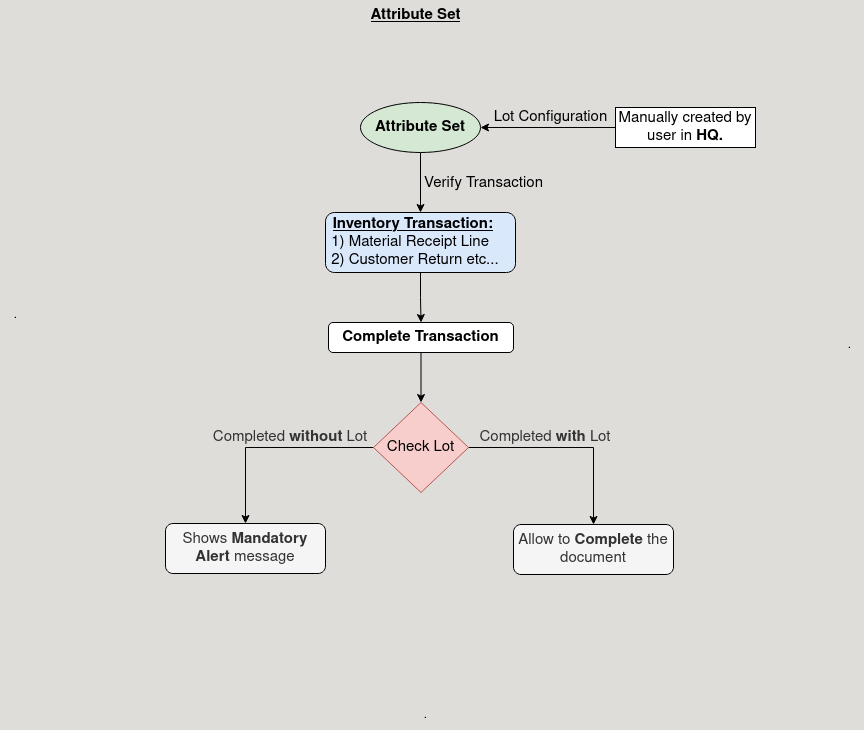 Attribute Set
Lot Configuration
Manually created by
user in HQ.
Attribute Set
Verify Transaction
Inventory Transaction:
1) Material Receipt Line
2) Customer Return etc...
Complete Transaction
Completed without Lot
Completed with Lot
Check Lot
Shows Mandatory
Alert message
Allow to Complete the
document